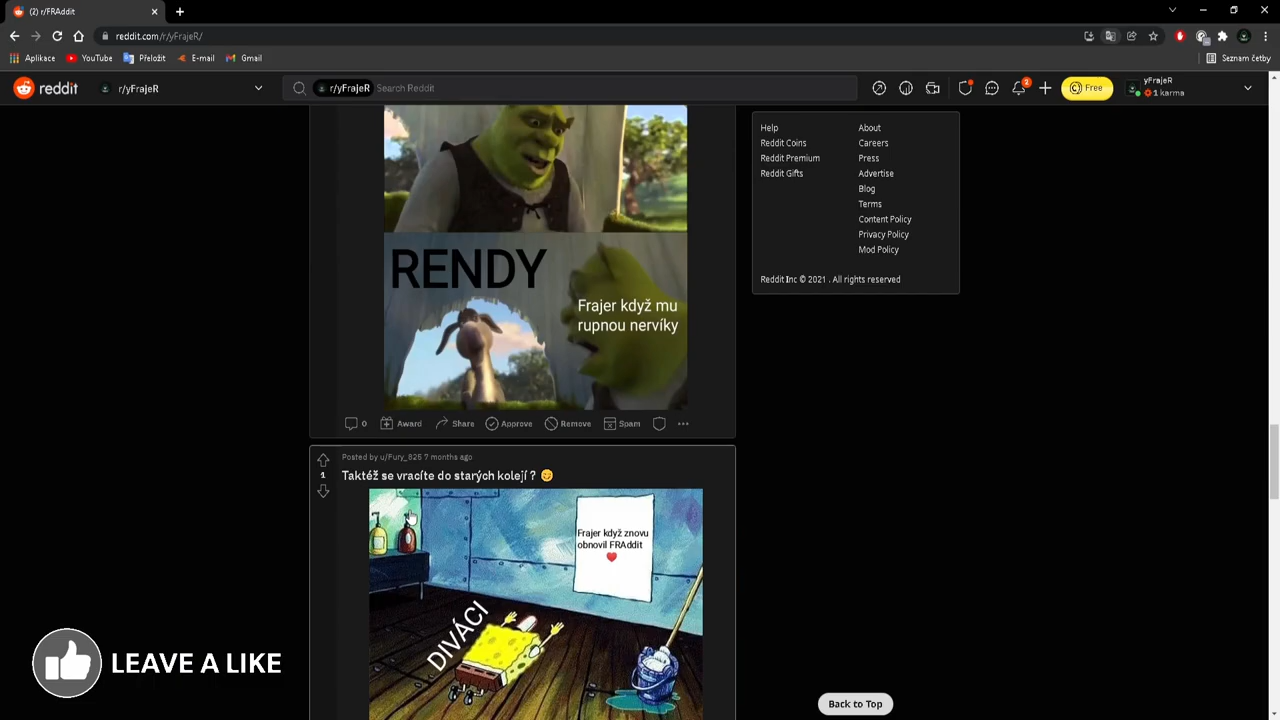 (2) r/FRAddit
reddit.com/r/yFrajeR/
Aplikace
YouTube
Přeložit
E-mail
Gmail
Seznam četby
reddit
r/yFrajeR
r/yFrajeR
Search Reddit
2
Free
yFrajeR
1 karma
RENDY
Frajer když mu
rupnou nervíky
0
Award
Share
Approve
Remove
Spam
Help
Reddit Coins
Reddit Premium
Reddit Gifts
About
Careers
Press
Advertise
Blog
Terms
Content Policy
Privacy Policy
Mod Policy
Reddit Inc © 2021 . All rights reserved
Posted by u/Fury_825 7 months ago
1
Taktéž se vracíte do starých kolejí ? 😋
Frajer když znovu
obnovil FRAddit
❤️
DIVÁCI
LEAVE A LIKE
Back to Top